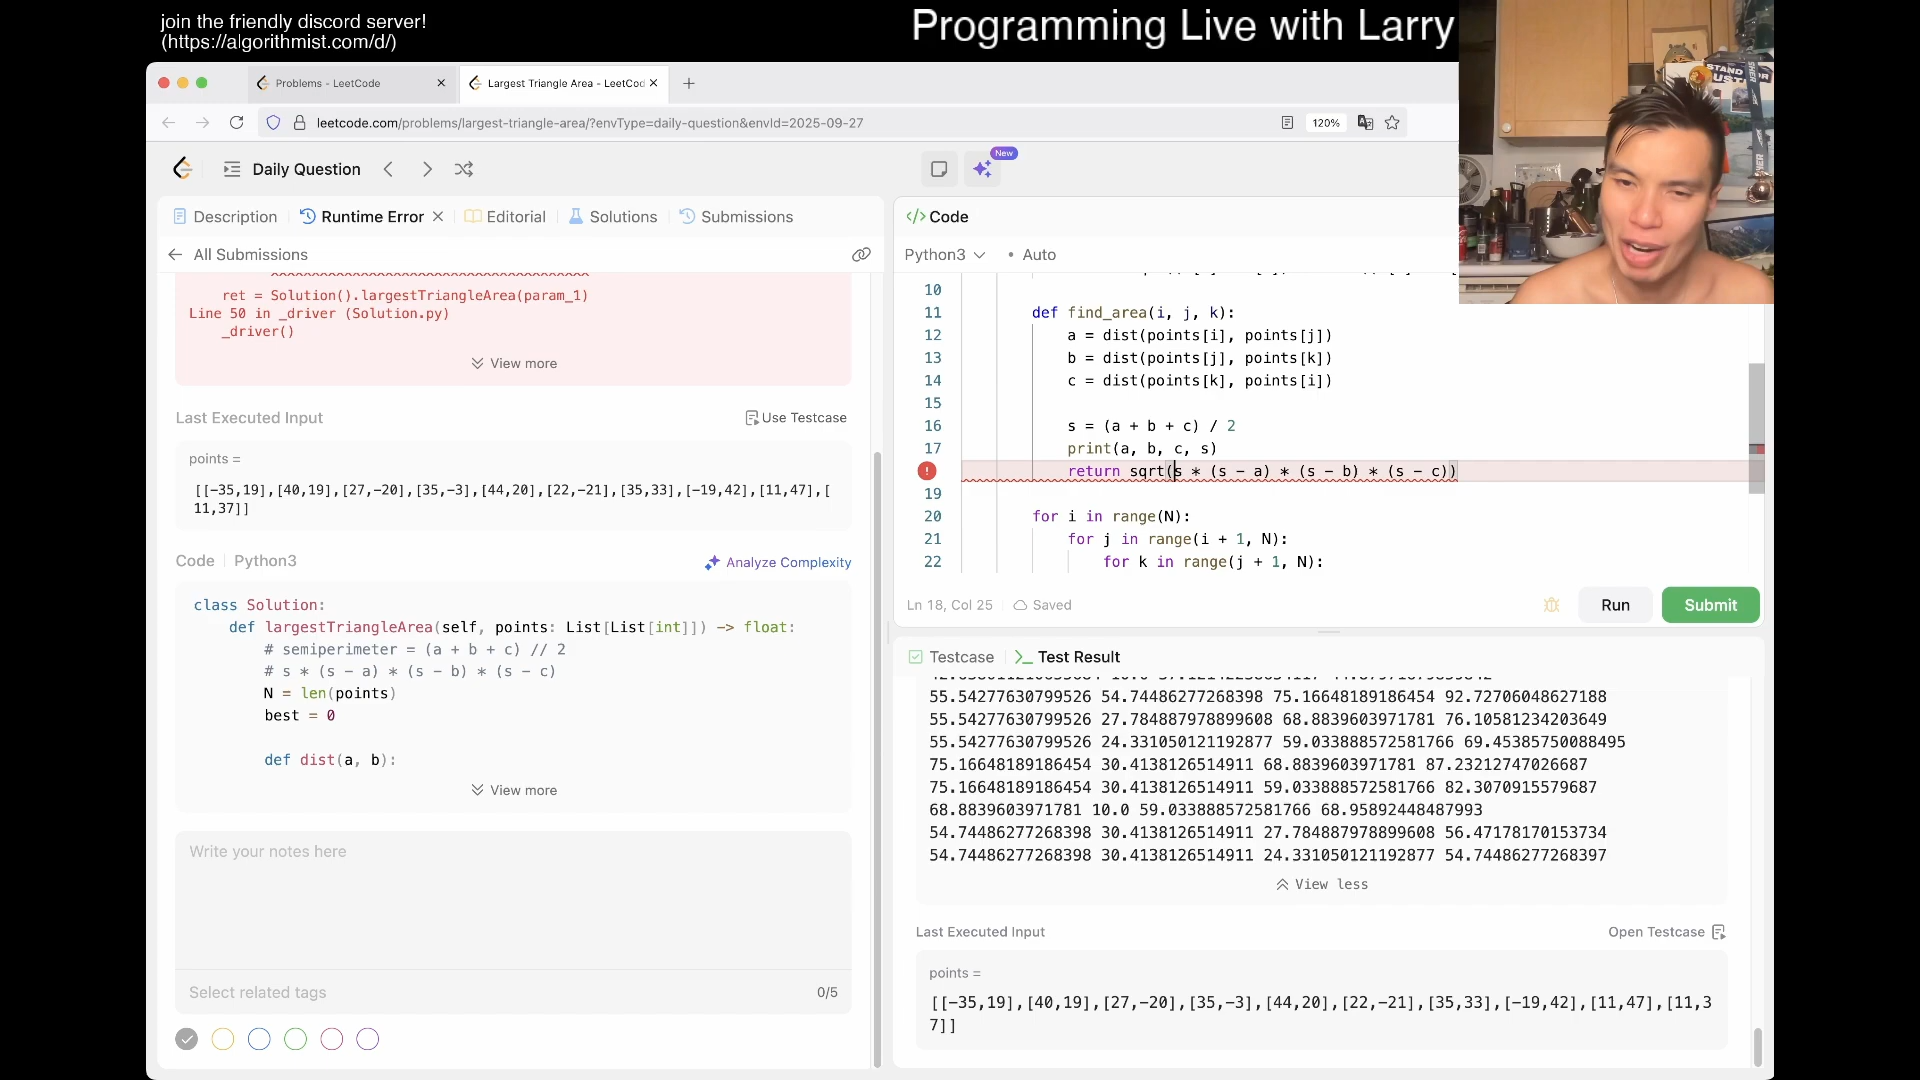 join the friendly discord server!
(https://algorithmist.com/d/)
Programming Live with Larry
Problems - LeetCode
Largest Triangle Area - LeetCod
leetcode.com/problems/largest-triangle-area/?envType=daily-question&envId=2025-09-27
120%
Daily Question
New
Description
Runtime Error
Editorial
Solutions
Submissions
All Submissions
ret = Solution().largestTriangleArea(param_1)
Line 50 in _driver (Solution.py)
_driver()
View more
Last Executed Input
Use Testcase
points =
[[-35,19],[40,19],[27,-20],[35,-3],[44,20],[22,-21],[35,33],[-19,42],[11,47],[
11,37]]
Code
Python3
Analyze Complexity
class Solution:
def largestTriangleArea(self, points: List[List[int]]) -> float:
# semiperimeter = (a + b + c) // 2
# s * (s - a) * (s - b) * (s - c)
N = len(points)
best = 0
def dist(a, b):
View more
Write your notes here
Select related tags
0/5
</> Code
Python3
• Auto
10
11 def find_area(i, j, k):
12 a = dist(points[i], points[j])
13 b = dist(points[j], points[k])
14 c = dist(points[k], points[i])
15
16 s = (a + b + c) / 2
17 print(a, b, c, s)
return sqrt(s * (s - a) * (s - b) * (s - c))
19
20 for i in range(N):
21 for j in range(i + 1, N):
22 for k in range(j + 1, N):
Ln 18, Col 25
Saved
Run
Submit
Testcase
Test Result
55.54277630799526 54.74486277268398 75.16648189186454 92.72706048627188
55.54277630799526 27.784887978899608 68.8839603971781 76.10581234203649
55.54277630799526 24.331050121192877 59.033888572581766 69.45385750088495
75.16648189186454 30.4138126514911 68.8839603971781 87.23212747026687
75.16648189186454 30.4138126514911 59.033888572581766 82.3070915579687
68.8839603971781 10.0 59.033888572581766 68.95892448487993
54.74486277268398 30.4138126514911 27.784887978899608 56.47178170153734
54.74486277268398 30.4138126514911 24.331050121192877 54.74486277268397
View less
Last Executed Input
Open Testcase
points =
[[-35,19],[40,19],[27,-20],[35,-3],[44,20],[22,-21],[35,33],[-19,42],[11,47],[11,3
7]]